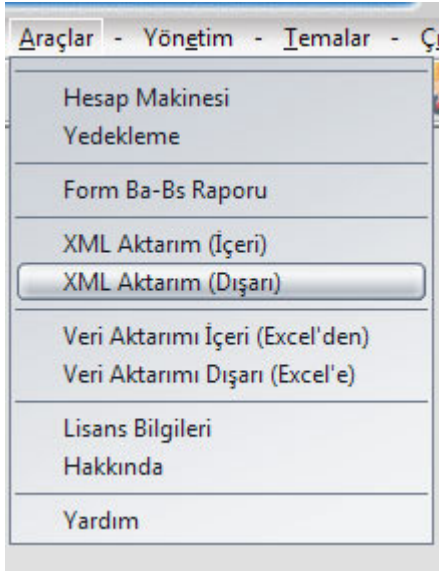 Araçlar - Yönetim - Temalar - Ç
Hesap Makinesi
Yedekleme
Form Ba-Bs Raporu
XML Aktarım (İçeri)
XML Aktarım (Dışarı)
Veri Aktarımı İçeri (Excel'den)
Veri Aktarımı Dışarı (Excel'e)
Lisans Bilgileri
Hakkında
Yardım